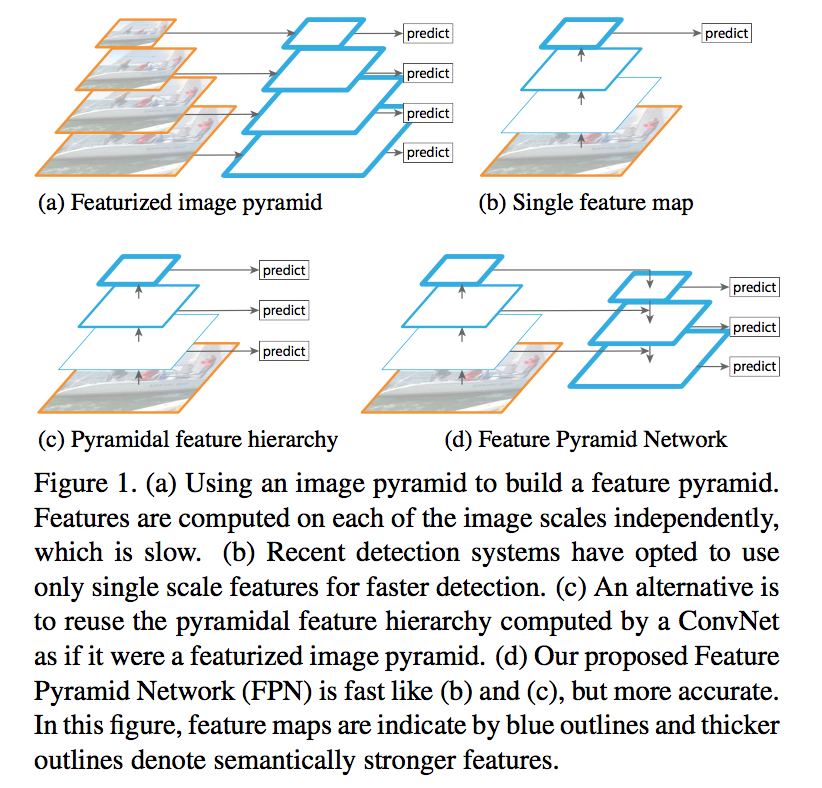 predict
predict
predict
predict
(a) Featurized image pyramid
predict
(b) Single feature map
predict
predict
predict
(c) Pyramidal feature hierarchy
predict
predict
predict
(d) Feature Pyramid Network
Figure 1. (a) Using an image pyramid to build a feature pyramid.
Features are computed on each of the image scales independently,
which is slow. (b) Recent detection systems have opted to use
only single scale features for faster detection. (c) An alternative is
to reuse the pyramidal feature hierarchy computed by a ConvNet
as if it were a featurized image pyramid. (d) Our proposed Feature
Pyramid Network (FPN) is fast like (b) and (c), but more accurate.
In this figure, feature maps are indicate by blue outlines and thicker
outlines denote semantically stronger features.